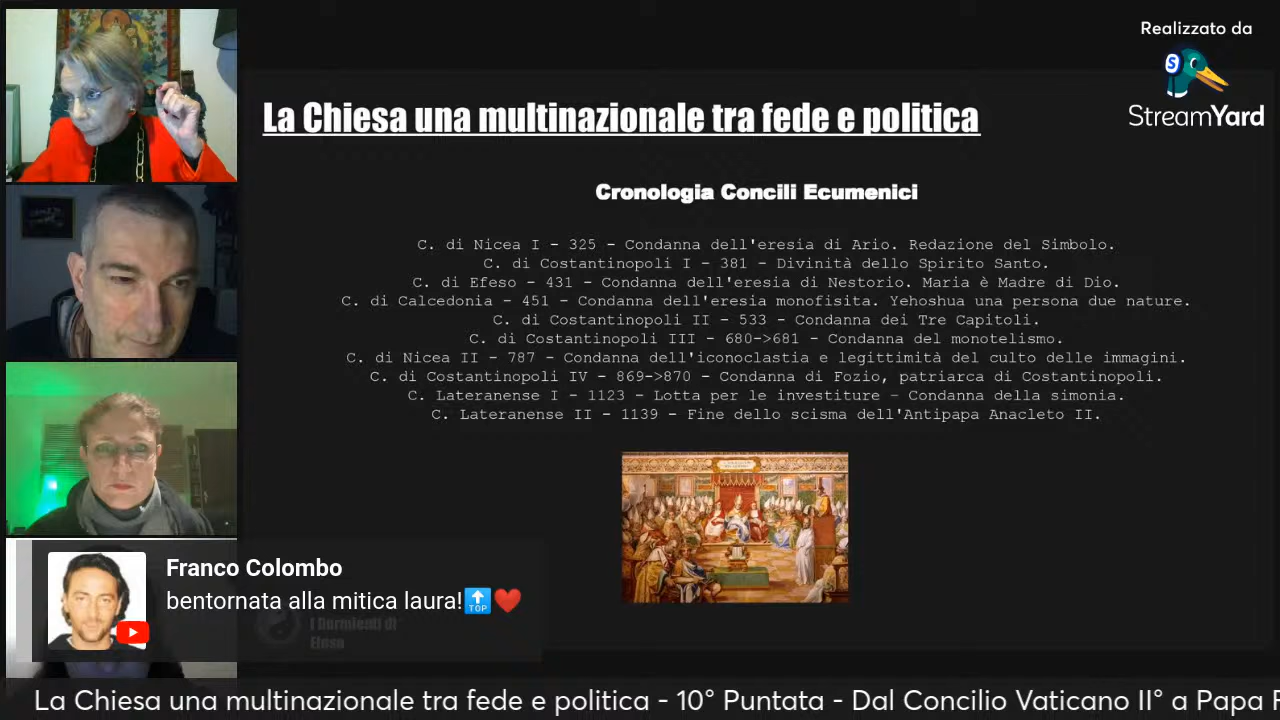 Realizzato da
StreamYard
La Chiesa una multinazionale tra fede e politica
Cronologia Concili Ecumenici
C. di Nicea I - 325 - Condanna dell'eresia di Ario. Redazione del Simbolo.
C. di Costantinopoli I - 381 - Divinità dello Spirito Santo.
C. di Efeso - 431 - Condanna dell'eresia di Nestorio. Maria è Madre di Dio.
C. di Calcedonia - 451 - Condanna dell'eresia monofisita. Yehoshua una persona due nature.
C. di Costantinopoli II - 533 - Condanna dei Tre Capitoli.
C. di Costantinopoli III - 680->681 - Condanna del monotelismo.
C. di Nicea II - 787 - Condanna dell'iconoclastia e legittimità del culto delle immagini.
C. di Costantinopoli IV - 869->870 - Condanna di Fozio, patriarca di Costantinopoli.
C. Lateranense I - 1123 - Lotta per le investiture – Condanna della simonia.
C. Lateranense II - 1139 - Fine dello scisma dell'Antipapa Anacleto II.
Franco Colombo
bentornata alla mitica laura!🔝❤️
I Dormienti di
Efeso
La Chiesa una multinazionale tra fede e politica - 10° Puntata - Dal Concilio Vaticano II° a Papa